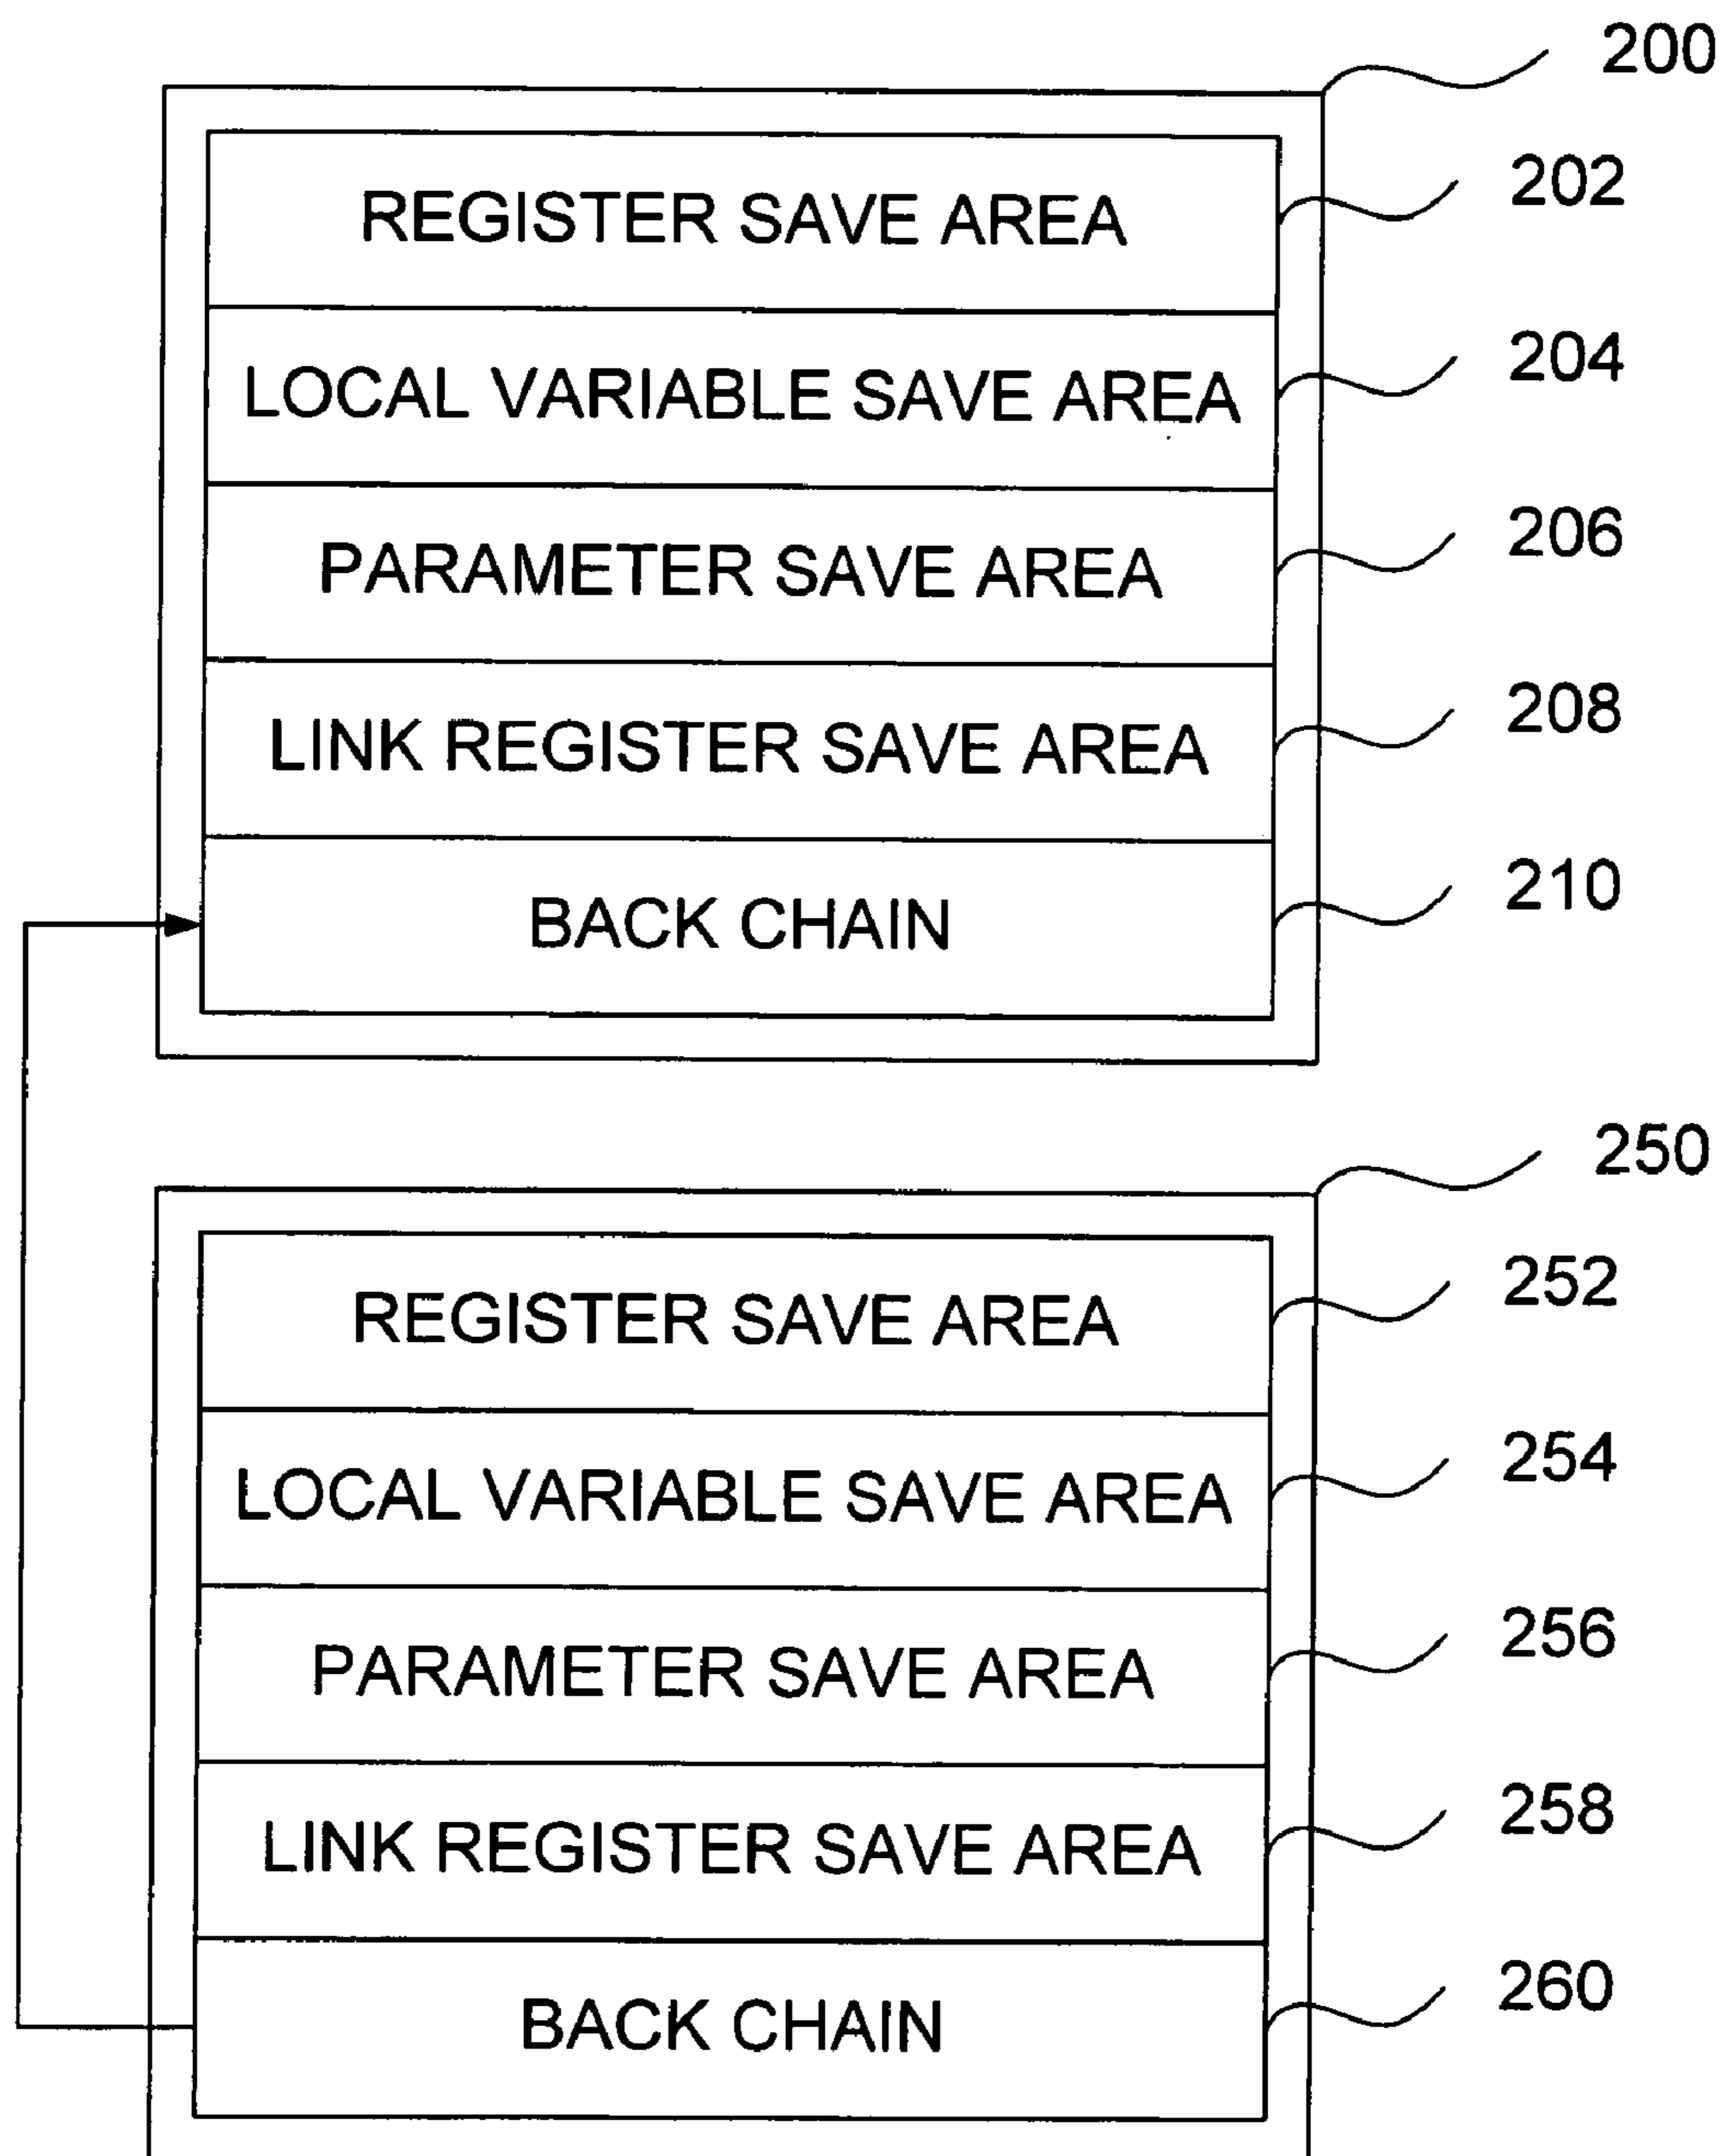 200
REGISTER SAVE AREA 202
LOCAL VARIABLE SAVE AREA 204
PARAMETER SAVE AREA 206
LINK REGISTER SAVE AREA 208
BACK CHAIN 210
250
REGISTER SAVE AREA 252
LOCAL VARIABLE SAVE AREA 254
PARAMETER SAVE AREA 256
LINK REGISTER SAVE AREA 258
BACK CHAIN 260